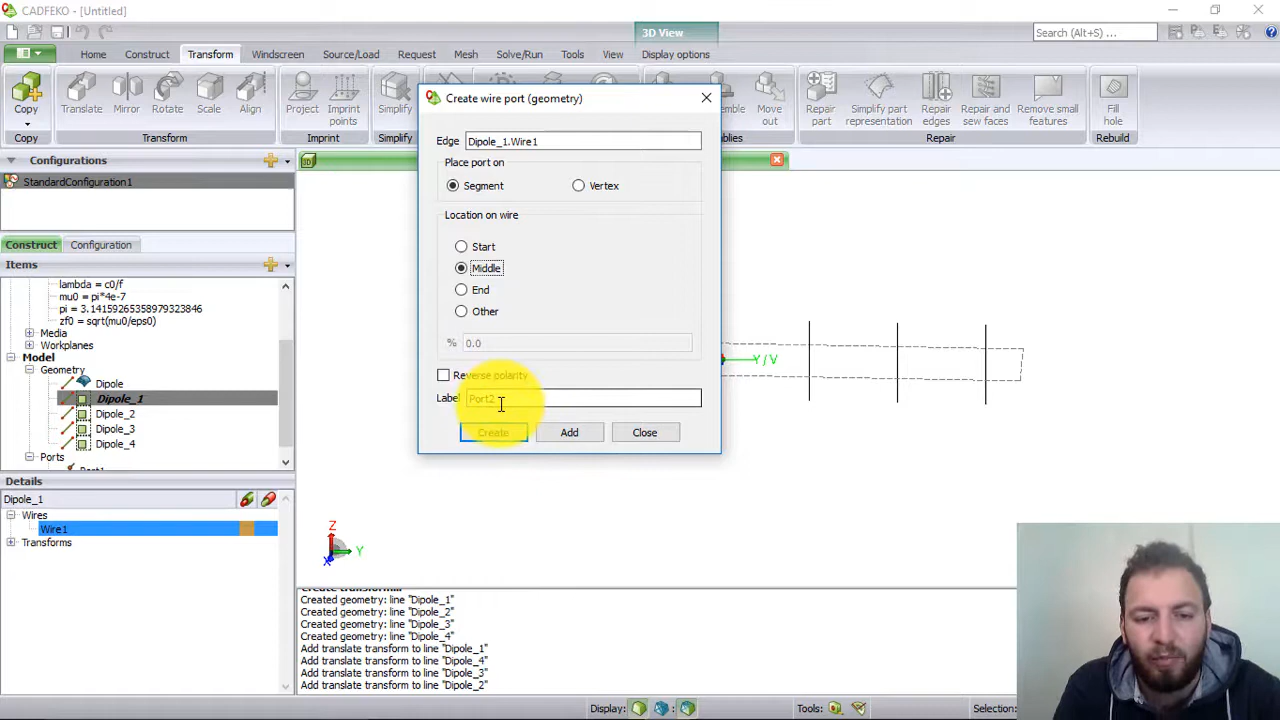 CADFEKO - [Untitled]
3D View
Search (Alt+S)
Home Construct Transform Windscreen Source/Load Request Mesh Solve/Run Tools View Display options
Copy Translate Mirror Rotate Scale Align Project Imprint points Simplify Move out Repair part Simplify part representation Repair edges Repair and sew faces Remove small features Fill hole
Copy Transform Imprint Repair Rebuild
Create wire port (geometry)
Edge Dipole_1.Wire1
Place port on
Segment Vertex
Location on wire
Start
Middle
End
Other
% 0.0
Reverse polarity
Label Port2
Create Add Close
Configurations
StandardConfiguration1
Construct Configuration
Items
lambda = c0/f
mu0 = pi*4e-7
pi = 3.14159265358979323846
zf0 = sqrt(mu0/eps0)
Media
Workplanes
Model
Geometry
Dipole
Dipole_1
Dipole_2
Dipole_3
Dipole_4
Ports
Port1
Details
Dipole_1
Wires
Wire1
Transforms
3D
Y / V
Z
Y
X
Created geometry: line "Dipole_1"
Created geometry: line "Dipole_2"
Created geometry: line "Dipole_3"
Created geometry: line "Dipole_4"
Add translate transform to line "Dipole_1"
Add translate transform to line "Dipole_4"
Add translate transform to line "Dipole_3"
Add translate transform to line "Dipole_2"
Display: Tools: Selection: